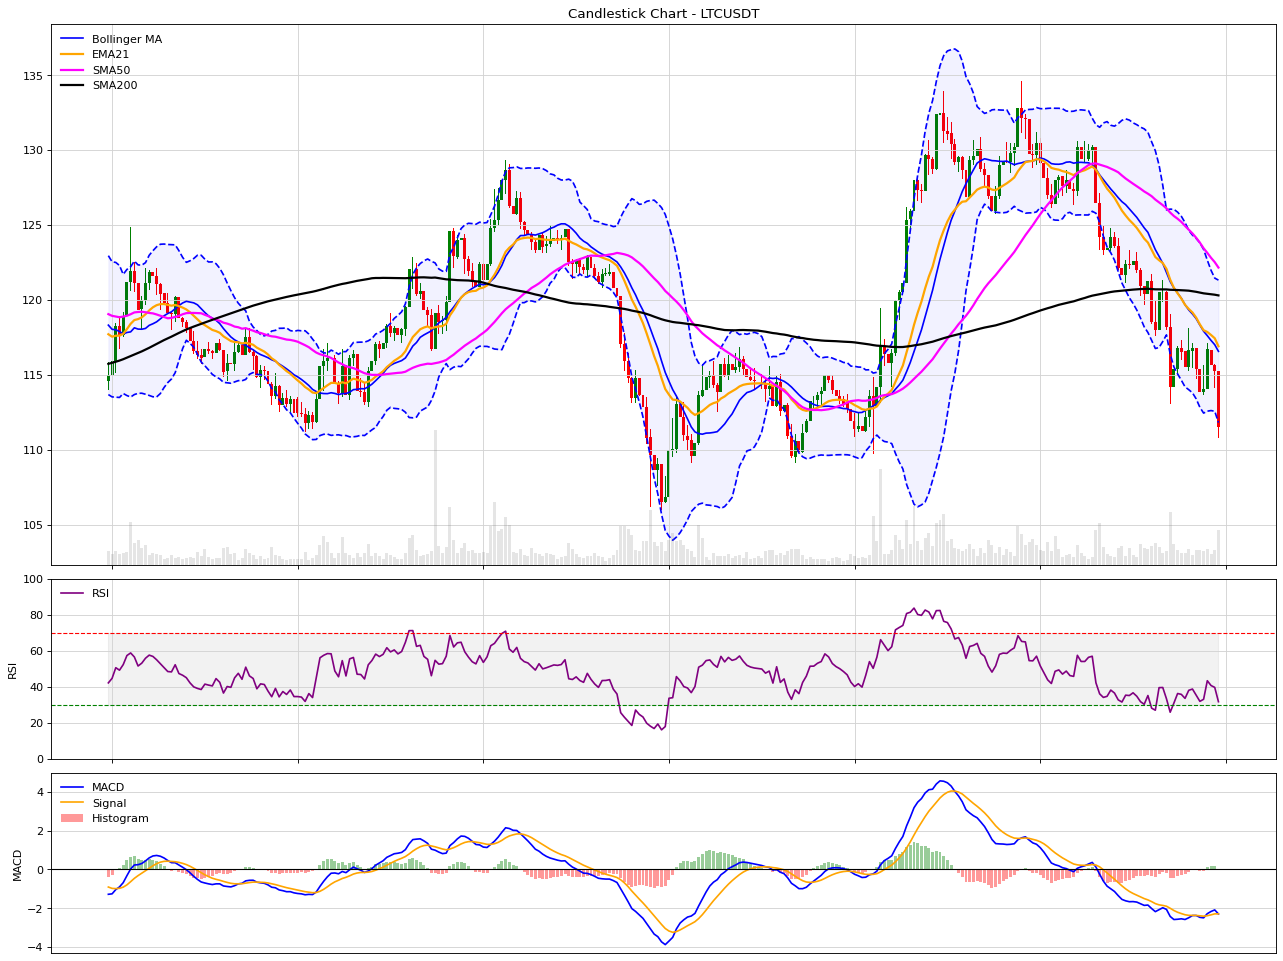 Candlestick Chart - LTCUSDT
Bollinger MA
EMA21
SMA50
SMA200
135
130
125
120
115
110
105
RSI
100
80
60
40
20
0
RSI
MACD
Signal
Histogram
4
2
0
−2
−4
MACD